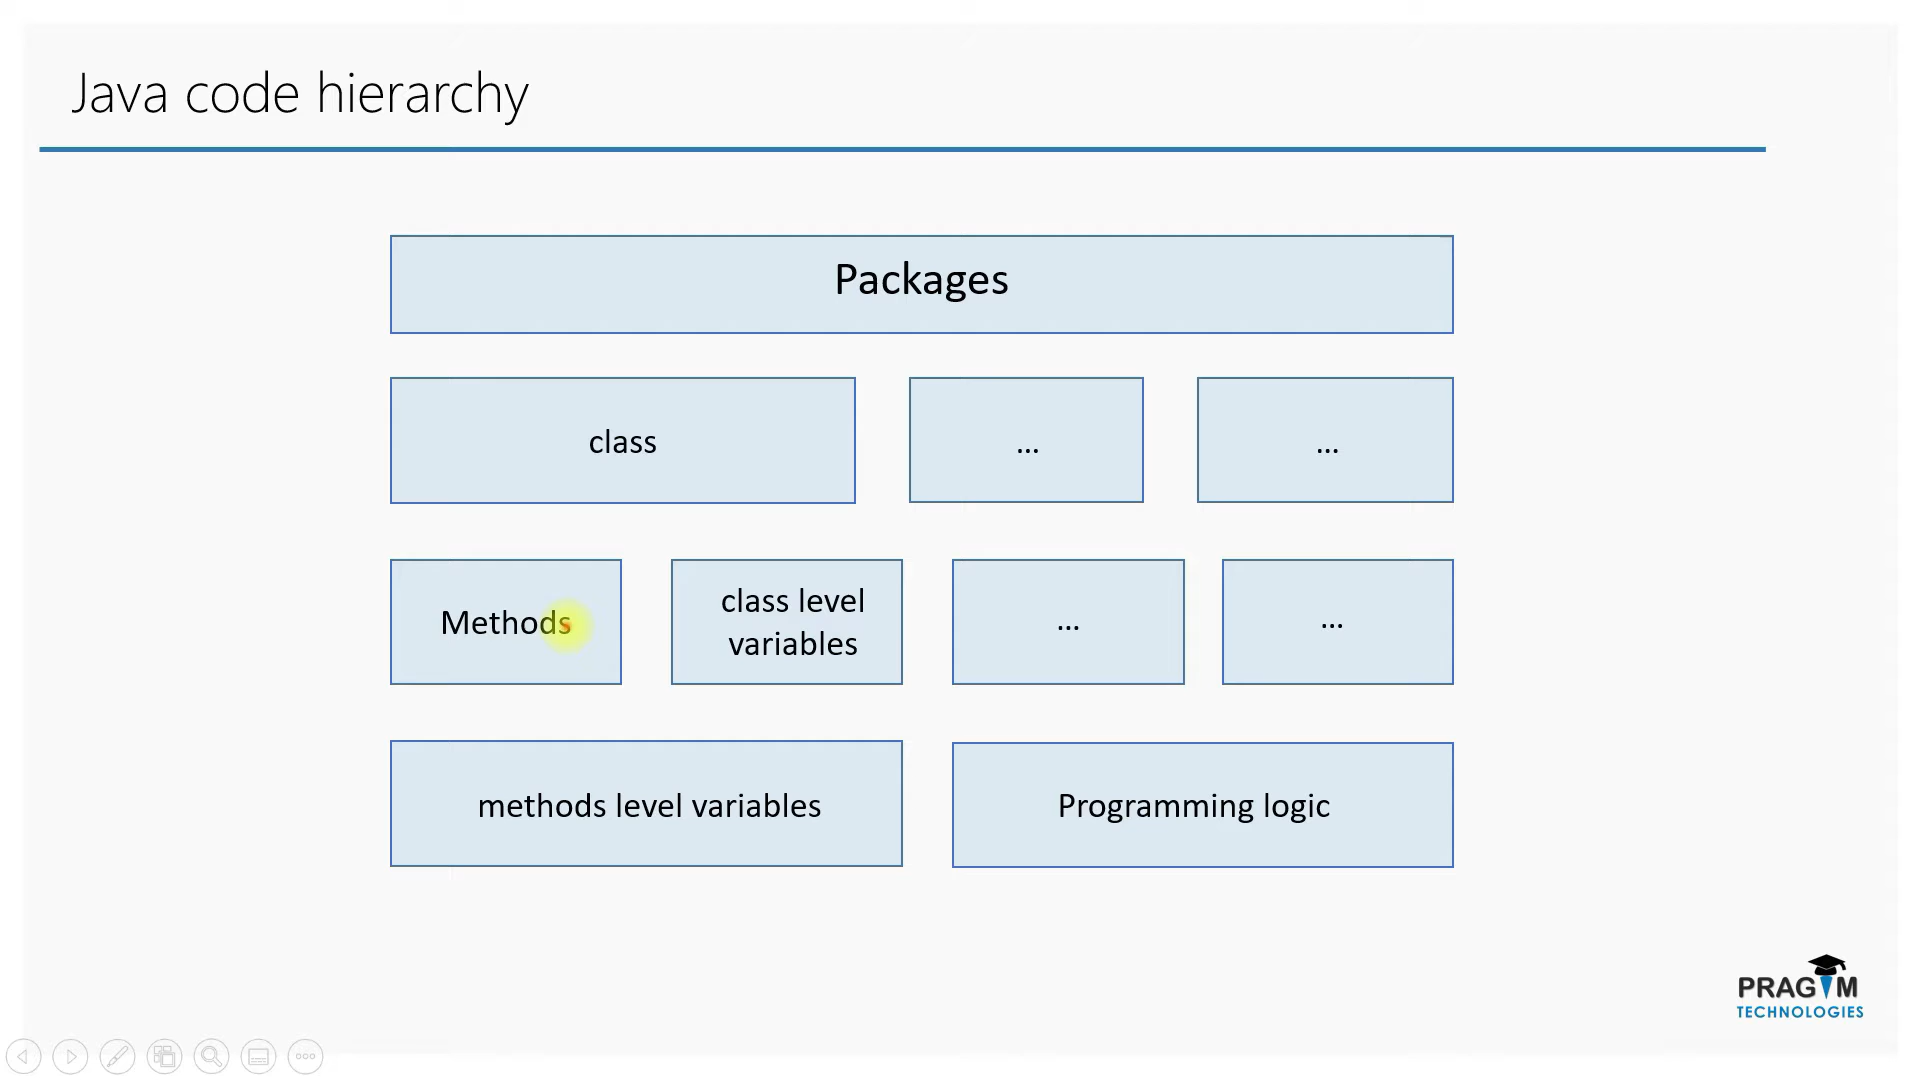 Java code hierarchy
Packages
class
...
...
Methods
class level
variables
...
...
methods level variables
Programming logic
PRAGIM
TECHNOLOGIES